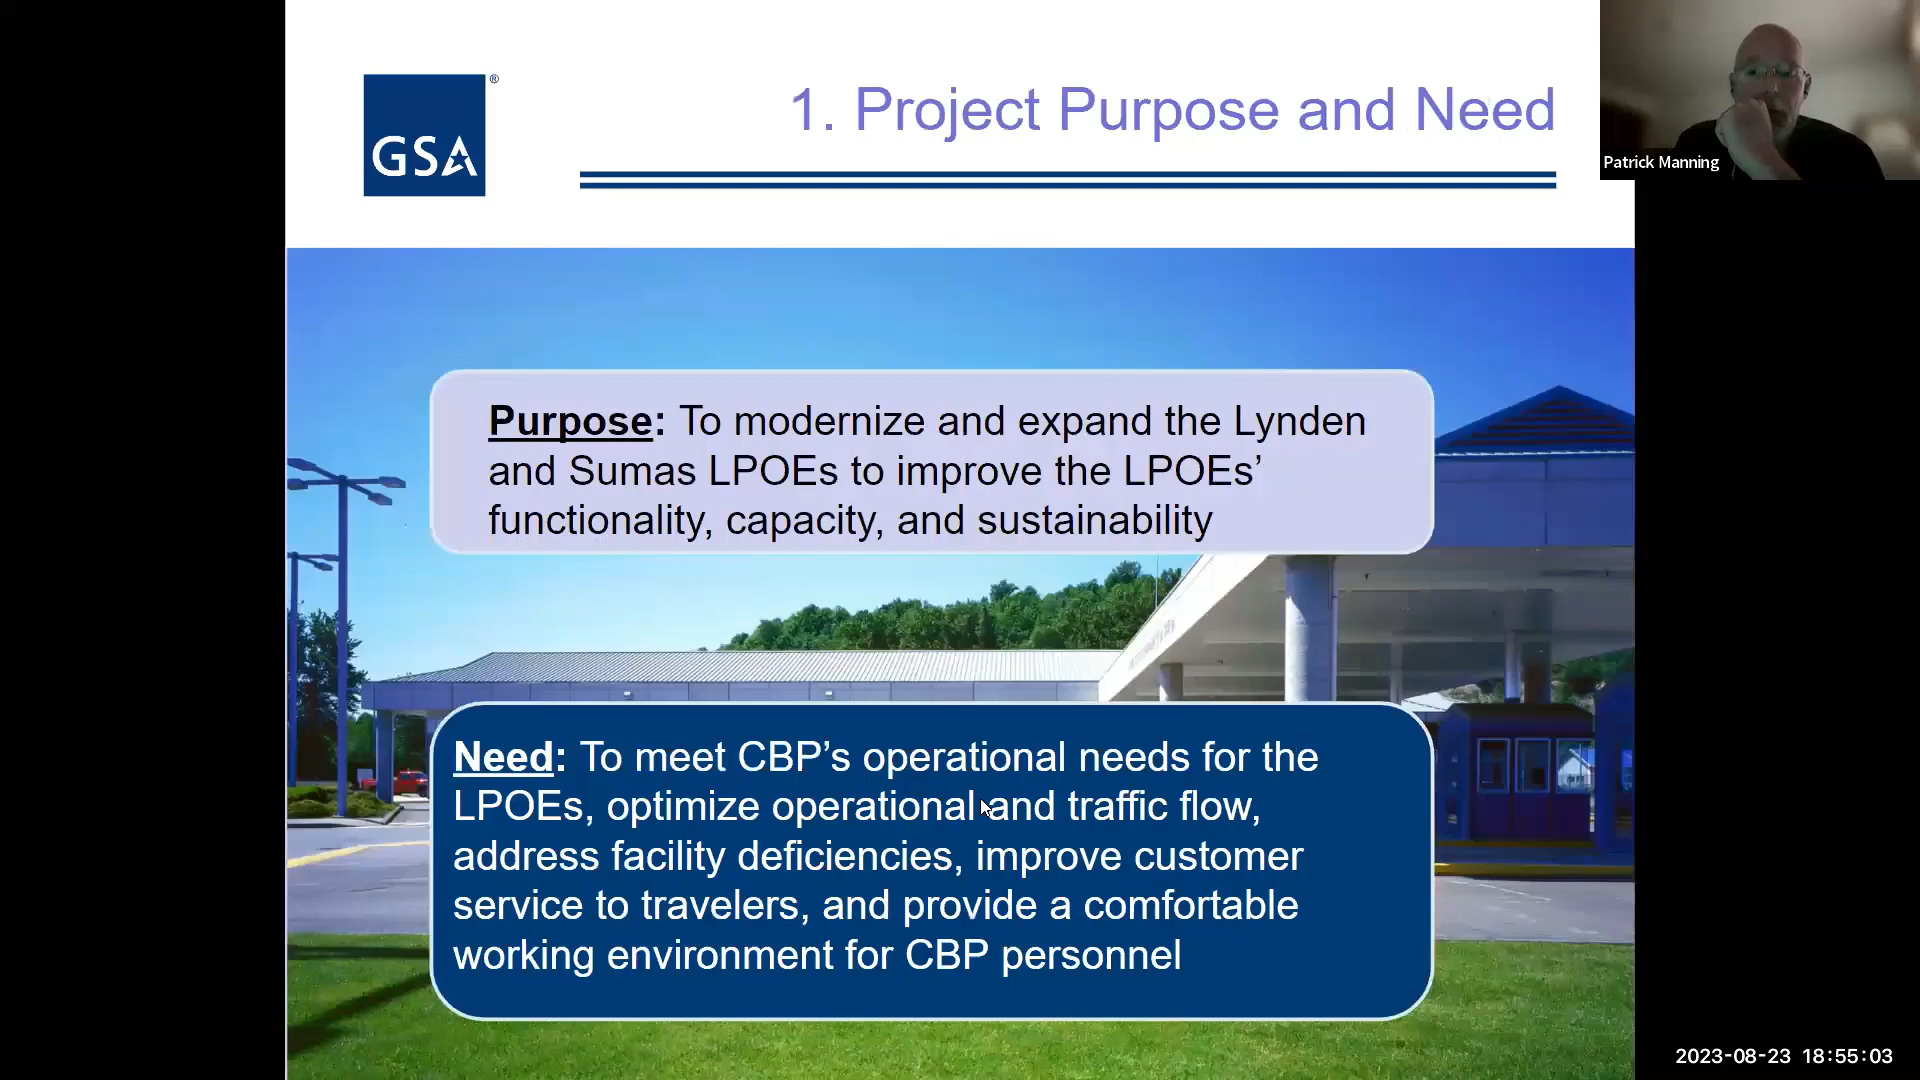 GSA
®
1. Project Purpose and Need
Patrick Manning
Purpose: To modernize and expand the Lynden
and Sumas LPOEs to improve the LPOEs’
functionality, capacity, and sustainability
Need: To meet CBP’s operational needs for the
LPOEs, optimize operational and traffic flow,
address facility deficiencies, improve customer
service to travelers, and provide a comfortable
working environment for CBP personnel
2023-08-23 18:55:03